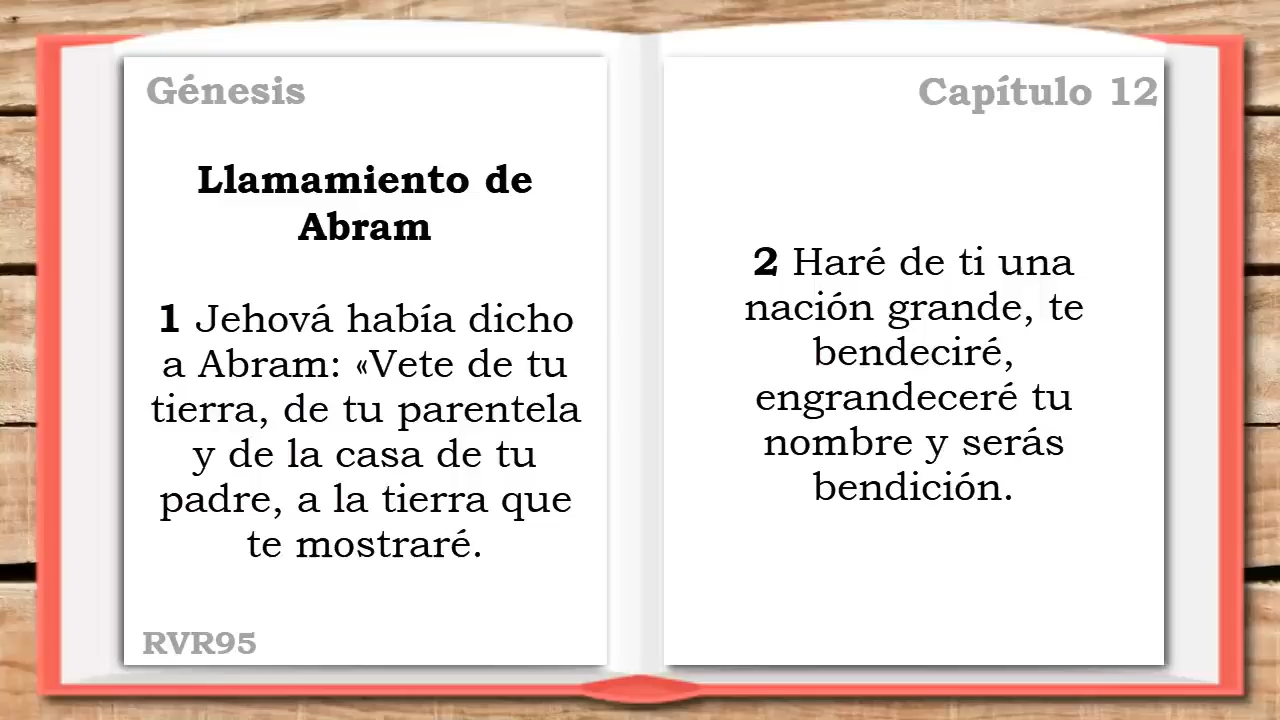 Génesis
Llamamiento de
Abram
1 Jehová había dicho
a Abram: «Vete de tu
tierra, de tu parentela
y de la casa de tu
padre, a la tierra que
te mostraré.
RVR95
Capítulo 12
2 Haré de ti una
nación grande, te
bendeciré,
engrandeceré tu
nombre y serás
bendición.